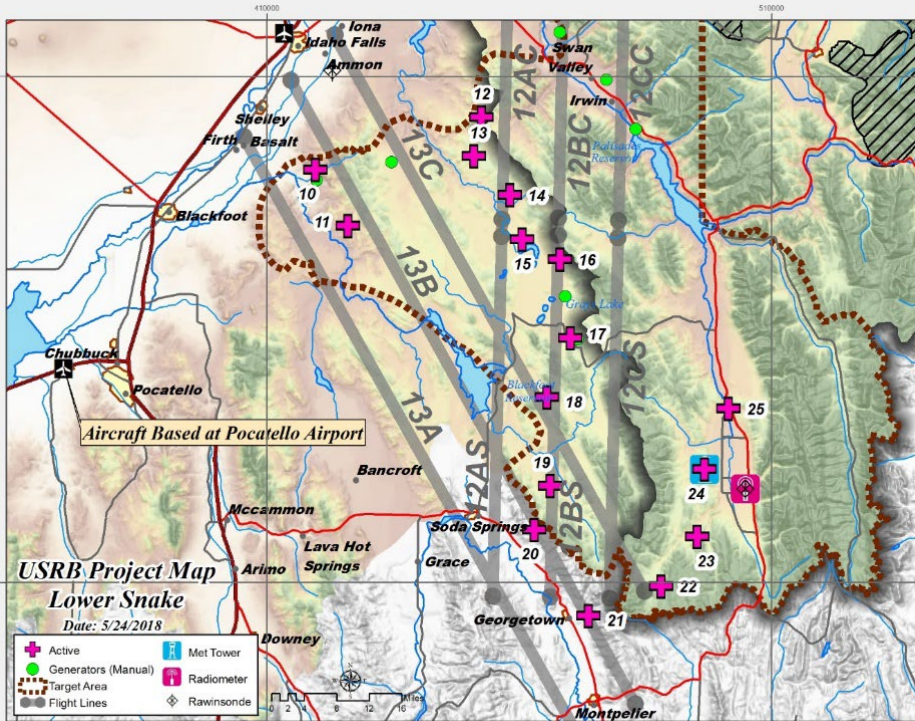 410000
510000
Iona
Idaho Falls
Ammon
Swan
Valley
Irwin
12AC
12BC
12CC
Shelley
Firth
Basalt
12
13
13C
Palisades
Reservoir
10
14
Blackfoot
11
15
13B
16
Grays Lake
17
Chubbuck
12CS
Pocatello
Blackfoot
Reservoir
18
13A
25
Aircraft Based at Pocatello Airport
12AS
Bancroft
19
24
12BS
Mccammon
Soda Springs
20
23
Lava Hot
Springs
USRB Project Map
Lower Snake
Date: 5/24/2018
Arimo
Grace
22
Georgetown
21
Downey
Active
Generators (Manual)
Target Area
Flight Lines
Met Tower
Radiometer
Rawinsonde
0 2 4 8 12 16
Miles
Montpelier